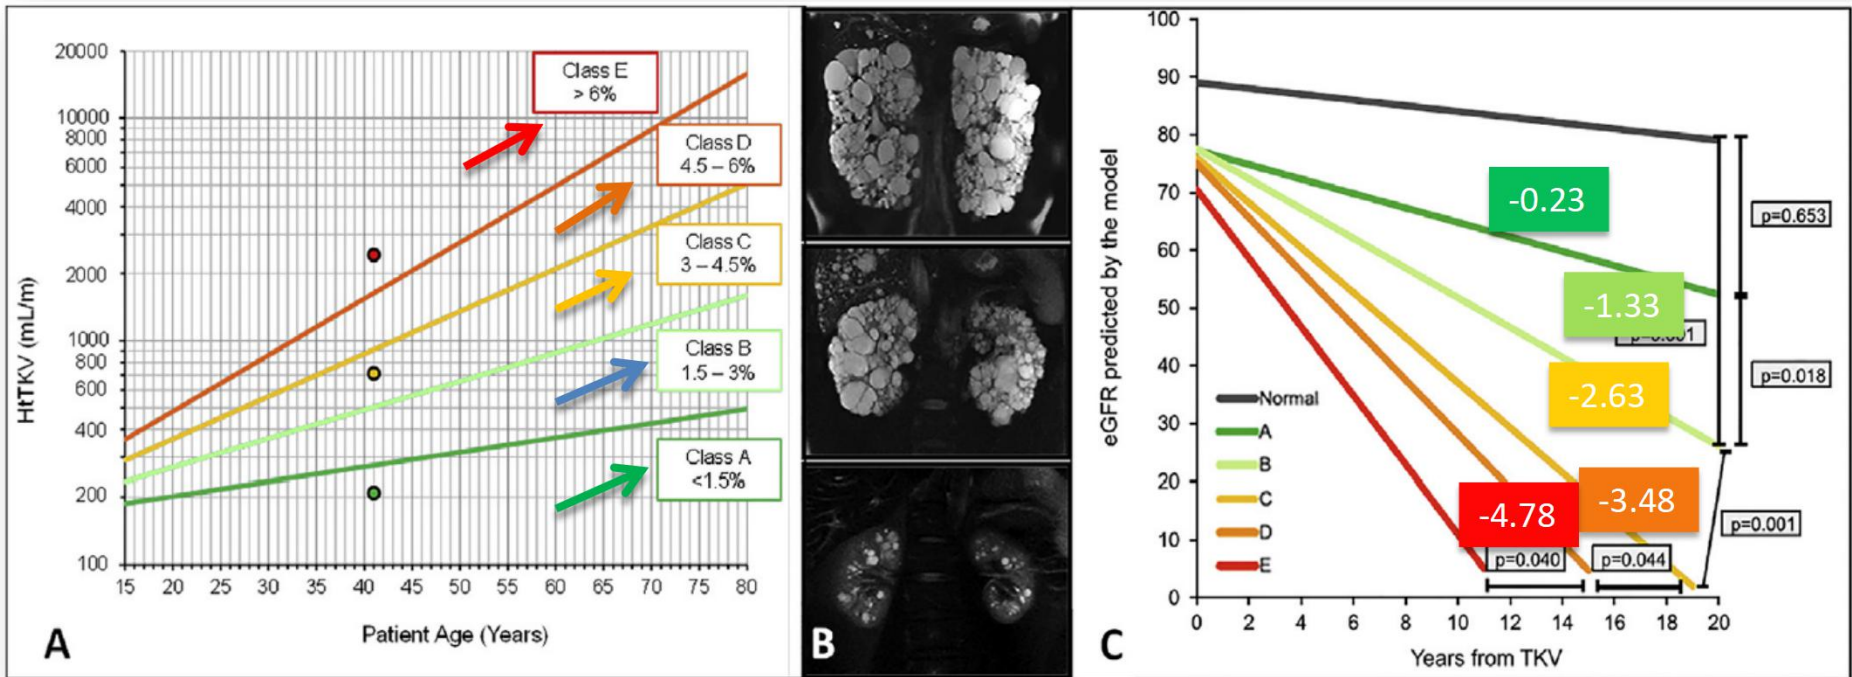 HtTKV (mL/m)
20000
10000
8000
6000
4000
2000
1000
800
600
400
200
100
Class E
> 6%
Class D
4.5 – 6%
Class C
3 – 4.5%
Class B
1.5 – 3%
Class A
<1.5%
15 20 25 30 35 40 45 50 55 60 65 70 75 80
Patient Age (Years)
A
B
eGFR predicted by the model
100
90
80
70
60
50
40
30
20
10
0
-0.23
-1.33
-2.63
-3.48
-4.78
p=0.653
p=0.018
p=0.001
p=0.040
p=0.044
Normal
A
B
C
D
E
0 2 4 6 8 10 12 14 16 18 20
Years from TKV
C